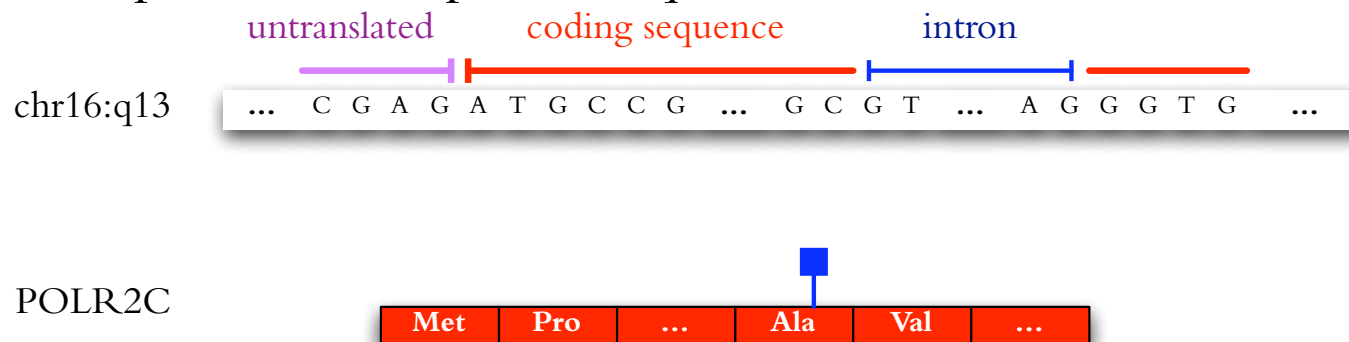 untranslated coding sequence intron
chr16:q13 ... C G A G A T G C C G ... G C G T ... A G G G T G ...
POLR2C
Met Pro ... Ala Val ...